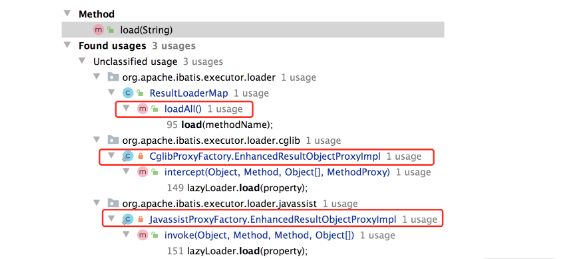 Method
load(String)
Found usages 3 usages
Unclassified usage 3 usages
org.apache.ibatis.executor.loader 1 usage
ResultLoaderMap 1 usage
loadAll() 1 usage
95 load(methodName);
org.apache.ibatis.executor.loader.cglib 1 usage
CglibProxyFactory.EnhancedResultObjectProxyImpl 1 usage
intercept(Object, Method, Object[], MethodProxy) 1 usage
149 lazyLoader.load(property);
org.apache.ibatis.executor.loader.javassist 1 usage
JavassistProxyFactory.EnhancedResultObjectProxyImpl 1 usage
invoke(Object, Method, Method, Object[]) 1 usage
151 lazyLoader.load(property);